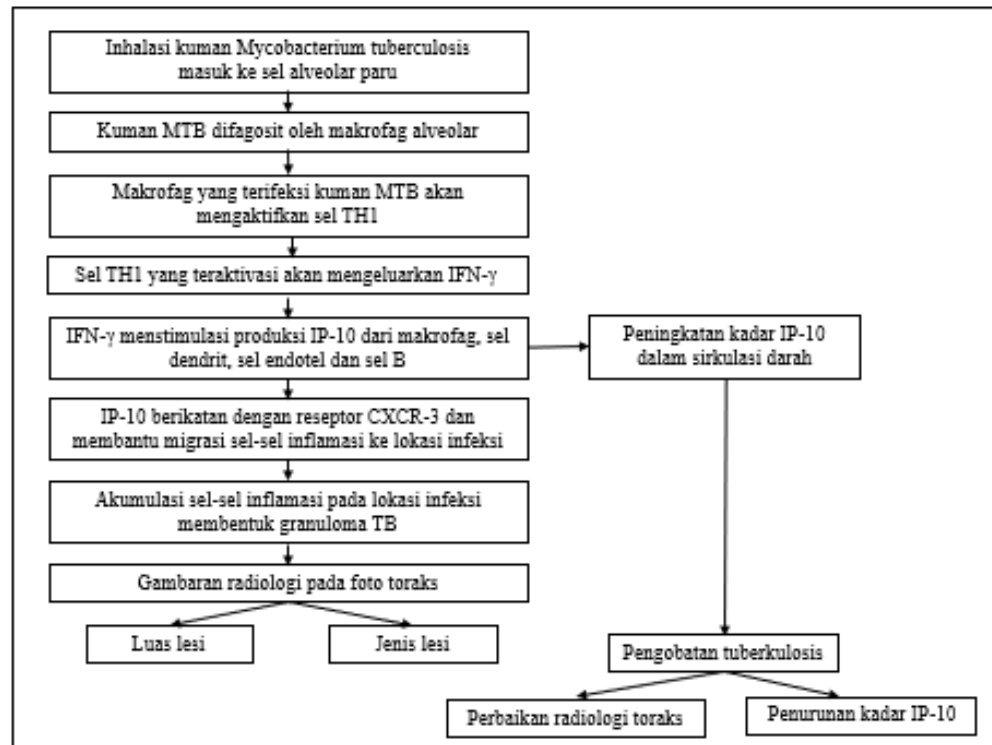 Inhalasi kuman Mycobacterium tuberculosis
masuk ke sel alveolar paru
Kuman MTB difagosit oleh makrofag alveolar
Makrofag yang terifeksi kuman MTB akan
mengaktifkan sel TH1
Sel TH1 yang teraktivasi akan mengeluarkan IFN-γ
IFN-γ menstimulasi produksi IP-10 dari makrofag, sel
dendrit, sel endotel dan sel B
Peningkatan kadar IP-10
dalam sirkulasi darah
IP-10 berikatan dengan reseptor CXCR-3 dan
membantu migrasi sel-sel inflamasi ke lokasi infeksi
Akumulasi sel-sel inflamasi pada lokasi infeksi
membentuk granuloma TB
Gambaran radiologi pada foto toraks
Luas lesi
Jenis lesi
Pengobatan tuberkulosis
Perbaikan radiologi toraks
Penurunan kadar IP-10